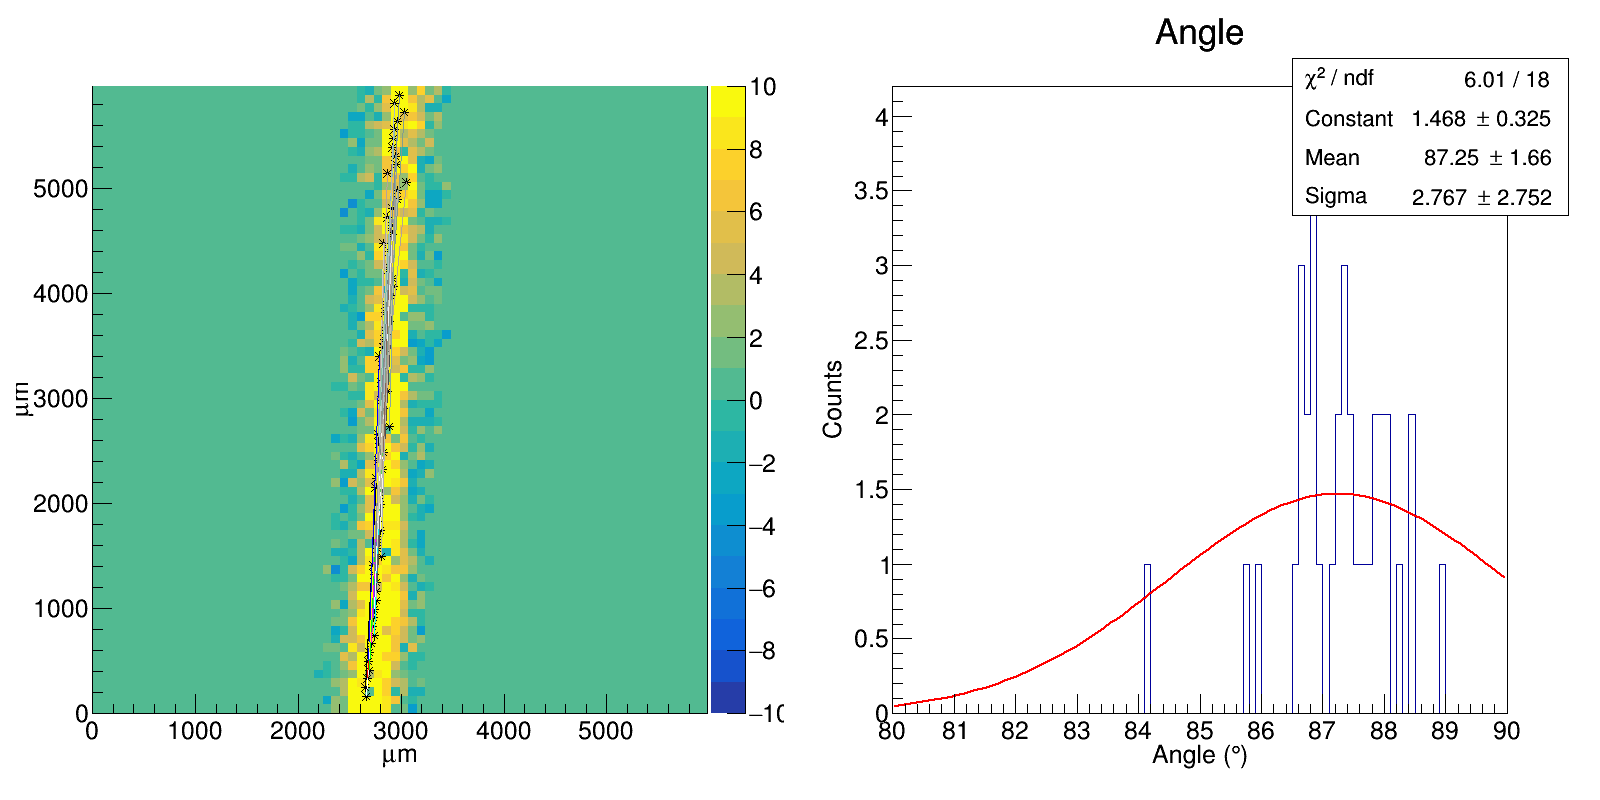 Angle
χ² / ndf 6.01 / 18
Constant 1.468 ± 0.325
Mean 87.25 ± 1.66
Sigma 2.767 ± 2.752
μm
5000
4000
3000
2000
1000
0
0 1000 2000 3000 4000 5000
μm
10
8
6
4
2
0
−2
−4
−6
−8
−10
Counts
4
3.5
3
2.5
2
1.5
1
0.5
0
80 81 82 83 84 85 86 87 88 89 90
Angle (°)